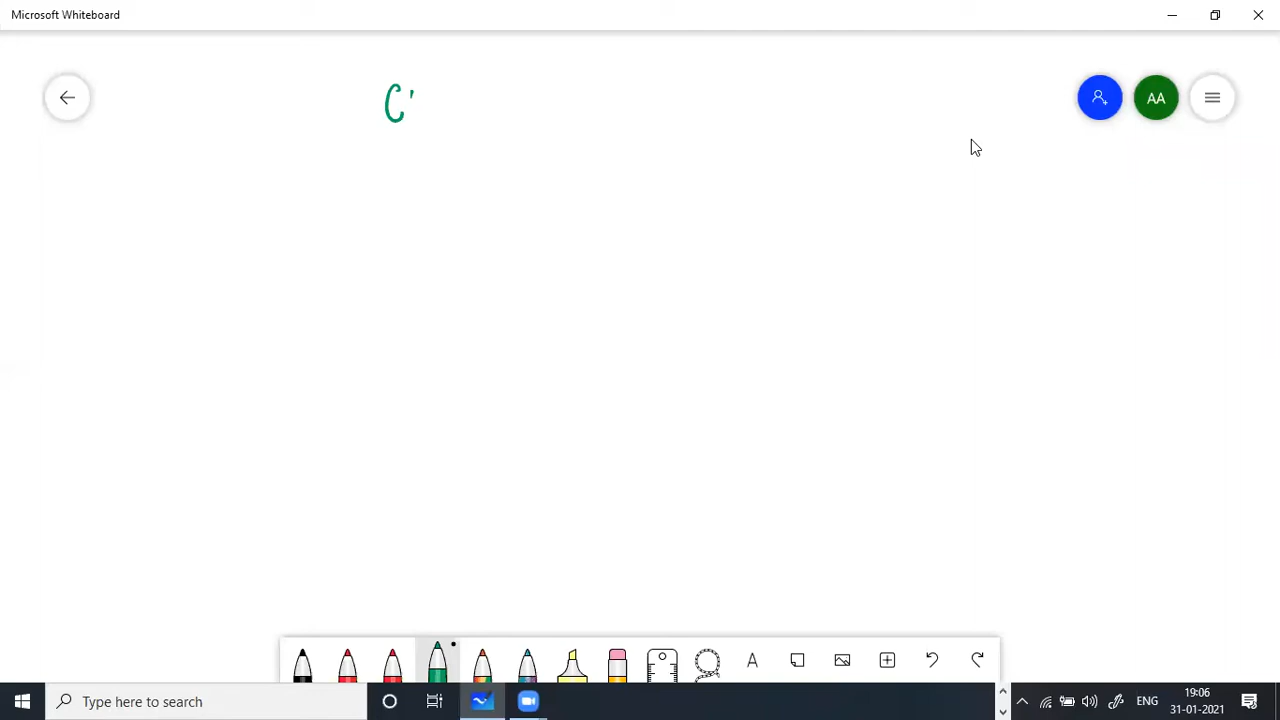 Microsoft Whiteboard
C'
AA
A
Type here to search
ENG
19:06
31-01-2021